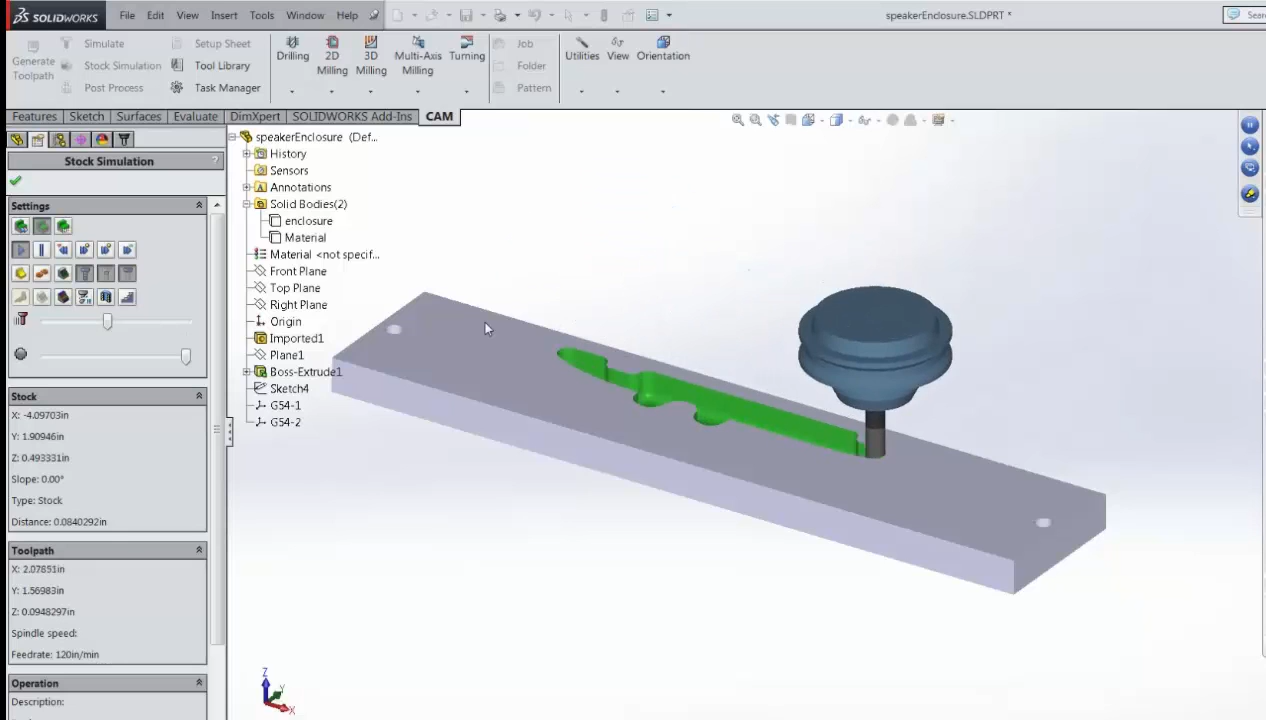 SOLIDWORKS File Edit View Insert Tools Window Help speakerEnclosure.SLDPRT *
Generate Toolpath
Simulate
Stock Simulation
Post Process
Setup Sheet
Tool Library
Task Manager
Drilling
2D Milling
3D Milling
Multi-Axis Milling
Turning
Job
Folder
Pattern
Utilities
View
Orientation
Features Sketch Surfaces Evaluate DimXpert SOLIDWORKS Add-Ins CAM
Stock Simulation ?
Settings
Stock
X: -4.09703in
Y: 1.90946in
Z: 0.493331in
Slope: 0.00°
Type: Stock
Distance: 0.0840292in
Toolpath
X: 2.07851in
Y: 1.56983in
Z: 0.0948297in
Spindle speed:
Feedrate: 120in/min
Operation
Description:
speakerEnclosure (Def...
History
Sensors
Annotations
Solid Bodies(2)
enclosure
Material
Material <not specif...
Front Plane
Top Plane
Right Plane
Origin
Imported1
Plane1
Boss-Extrude1
Sketch4
G54-1
G54-2
Z
Y
X